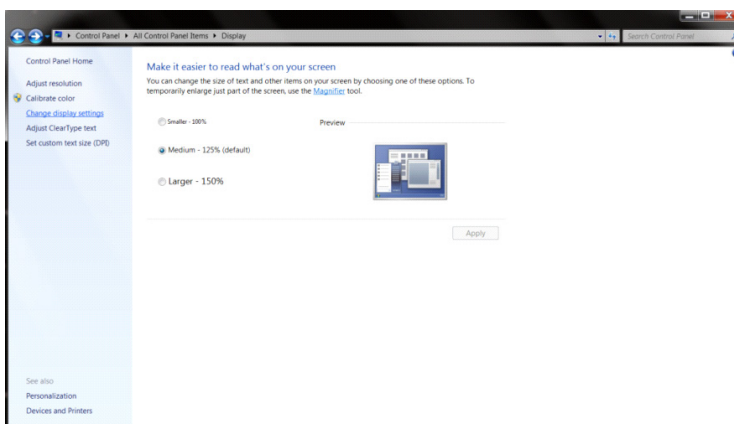 Control Panel ▸ All Control Panel Items ▸ Display
Search Control Panel
Control Panel Home
Adjust resolution
Calibrate color
Change display settings
Adjust ClearType text
Set custom text size (DPI)
See also
Personalization
Devices and Printers
Make it easier to read what's on your screen
You can change the size of text and other items on your screen by choosing one of these options. To
temporarily enlarge just part of the screen, use the Magnifier tool.
Smaller - 100%
Preview
Medium - 125% (default)
Larger - 150%
Apply